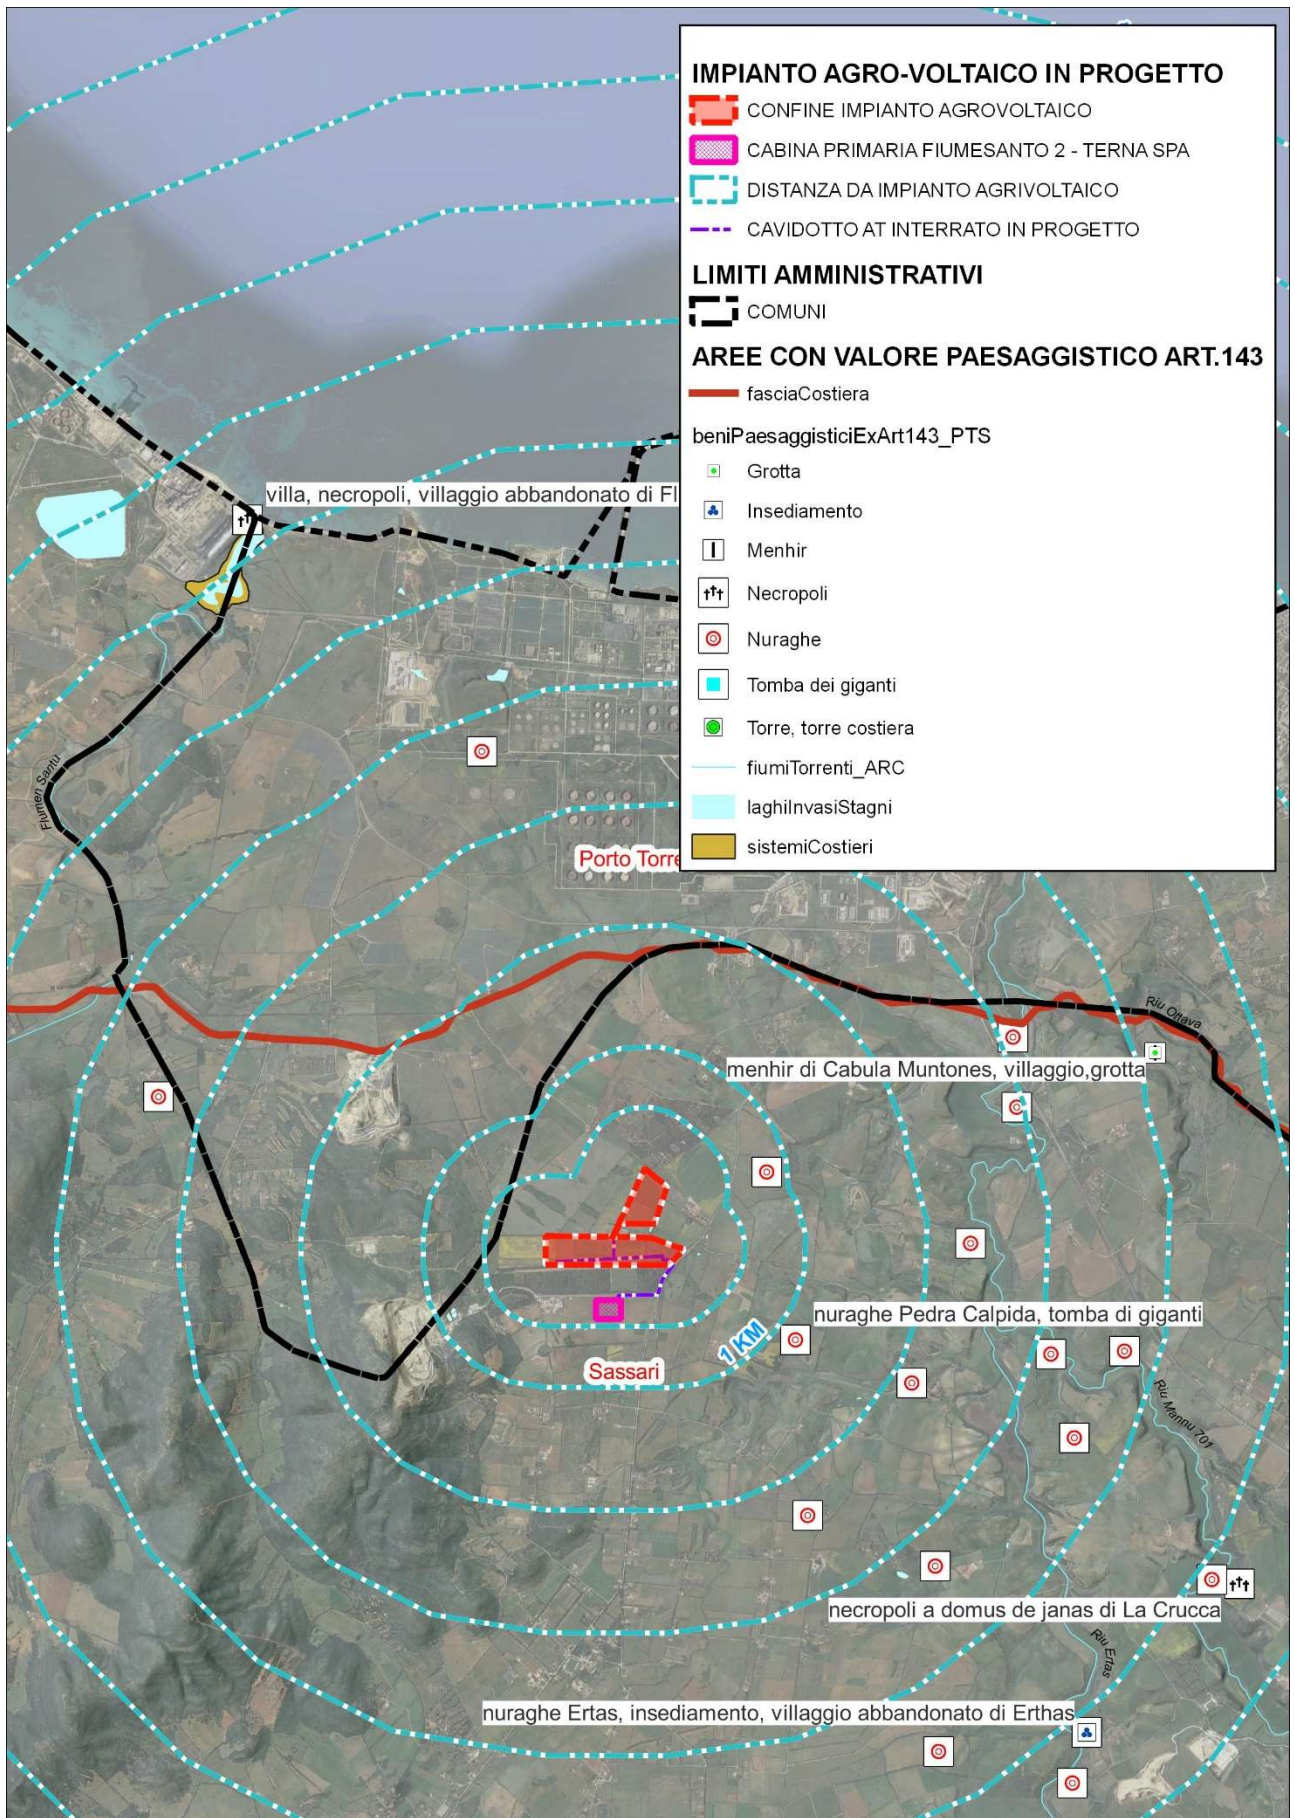 IMPIANTO AGRO-VOLTAICO IN PROGETTO
CONFINE IMPIANTO AGROVOLTAICO
CABINA PRIMARIA FIUMESANTO 2 - TERNA SPA
DISTANZA DA IMPIANTO AGRIVOLTAICO
CAVIDOTTO AT INTERRATO IN PROGETTO
LIMITI AMMINISTRATIVI
COMUNI
AREE CON VALORE PAESAGGISTICO ART.143
fasciaCostiera
beniPaesaggisticiExArt143_PTS
Grotta
Insediamento
Menhir
Necropoli
Nuraghe
Tomba dei giganti
Torre, torre costiera
fiumiTorrenti_ARC
laghiInvasiStagni
sistemiCostieri
villa, necropoli, villaggio abbandonato di Fl
Fiumen Santu
Porto Torre
Riu Ottava
menhir di Cabula Muntones, villaggio,grotta
nuraghe Pedra Calpida, tomba di giganti
1 KM
Sassari
Riu Mannu 701
necropoli a domus de janas di La Crucca
Riu Ertas
nuraghe Ertas, insediamento, villaggio abbandonato di Erthas